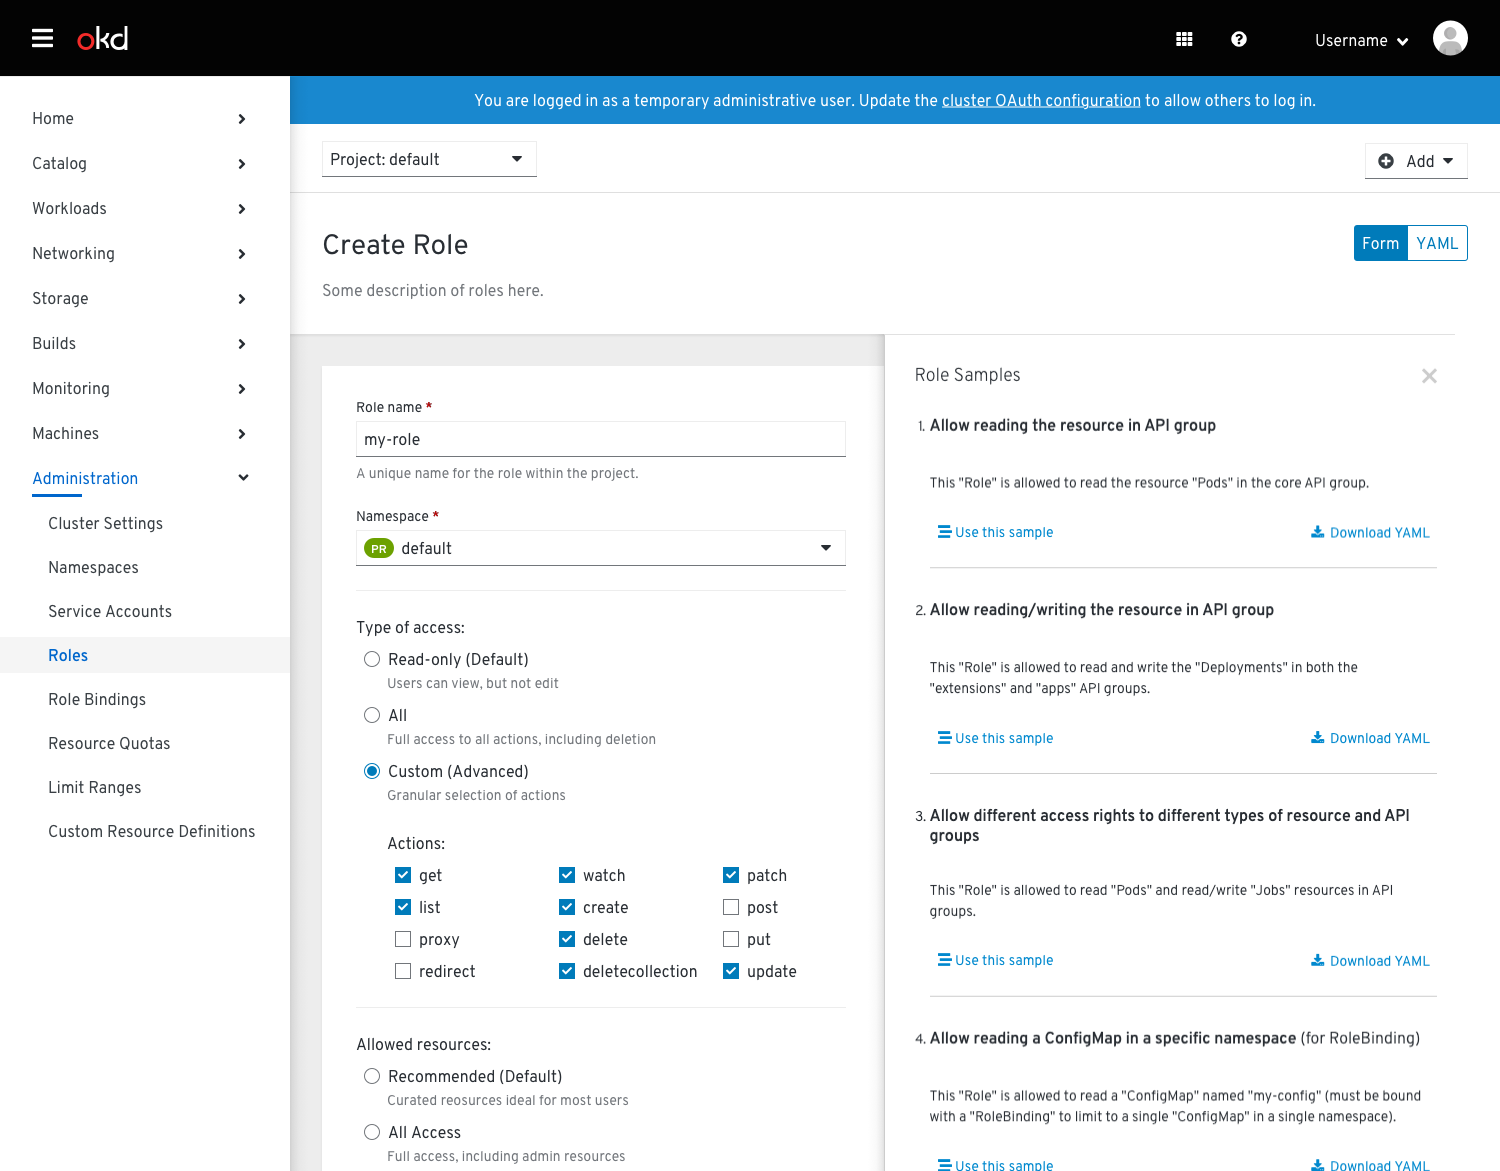 okd
Username
You are logged in as a temporary administrative user. Update the cluster OAuth configuration to allow others to log in.
Home
Catalog
Workloads
Networking
Storage
Builds
Monitoring
Machines
Administration
Cluster Settings
Namespaces
Service Accounts
Roles
Role Bindings
Resource Quotas
Limit Ranges
Custom Resource Definitions
Project: default
Add
Create Role
Form
YAML
Some description of roles here.
Role name *
my-role
A unique name for the role within the project.
Namespace *
PR default
Type of access:
Read-only (Default)
Users can view, but not edit
All
Full access to all actions, including deletion
Custom (Advanced)
Granular selection of actions
Actions:
get watch patch
list create post
proxy delete put
redirect deletecollection update
Allowed resources:
Recommended (Default)
Curated reosurces ideal for most users
All Access
Full access, including admin resources
Role Samples
1. Allow reading the resource in API group
This "Role" is allowed to read the resource "Pods" in the core API group.
Use this sample Download YAML
2. Allow reading/writing the resource in API group
This "Role" is allowed to read and write the "Deployments" in both the
"extensions" and "apps" API groups.
Use this sample Download YAML
3. Allow different access rights to different types of resource and API
groups
This "Role" is allowed to read "Pods" and read/write "Jobs" resources in API
groups.
Use this sample Download YAML
4. Allow reading a ConfigMap in a specific namespace (for RoleBinding)
This "Role" is allowed to read a "ConfigMap" named "my-config" (must be bound
with a "RoleBinding" to limit to a single "ConfigMap" in a single namespace).
Use this sample Download YAML